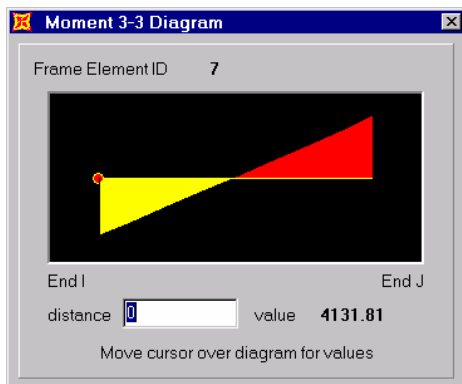 Moment 3-3 Diagram
Frame Element ID 7
End I End J
distance 0 value 4131.81
Move cursor over diagram for values